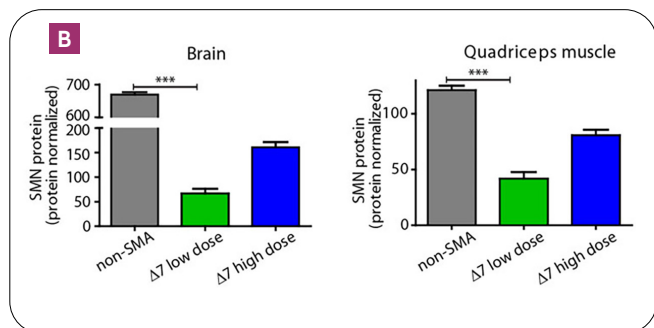 B
Brain
SMN protein
(protein normalized)
700
600
200
150
100
50
0
***
non-SMA
Δ7 low dose
Δ7 high dose
Quadriceps muscle
SMN protein
(protein normalized)
100
50
0
***
non-SMA
Δ7 low dose
Δ7 high dose